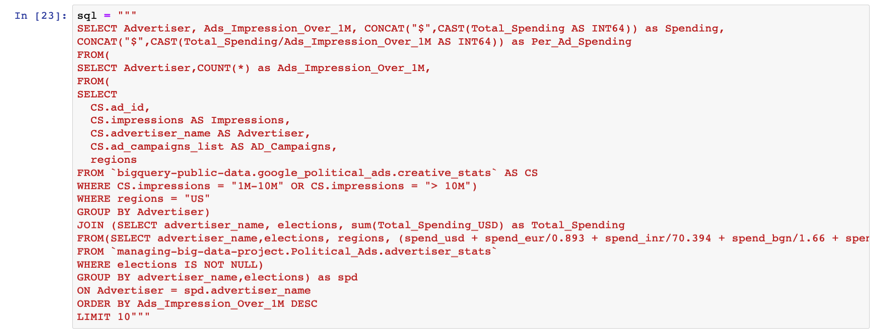 In [23]: sql = """
SELECT Advertiser, Ads_Impression_Over_1M, CONCAT("$",CAST(Total_Spending AS INT64)) as Spending,
CONCAT("$",CAST(Total_Spending/Ads_Impression_Over_1M AS INT64)) as Per_Ad_Spending
FROM(
SELECT Advertiser,COUNT(*) as Ads_Impression_Over_1M,
FROM(
SELECT
  CS.ad_id,
  CS.impressions AS Impressions,
  CS.advertiser_name AS Advertiser,
  CS.ad_campaigns_list AS AD_Campaigns,
  regions
FROM `bigquery-public-data.google_political_ads.creative_stats` AS CS
WHERE CS.impressions = "1M-10M" OR CS.impressions = "> 10M")
WHERE regions = "US"
GROUP BY Advertiser)
JOIN (SELECT advertiser_name, elections, sum(Total_Spending_USD) as Total_Spending
FROM(SELECT advertiser_name,elections, regions, (spend_usd + spend_eur/0.893 + spend_inr/70.394 + spend_bgn/1.66 + spen
FROM `managing-big-data-project.Political_Ads.advertiser_stats`
WHERE elections IS NOT NULL)
GROUP BY advertiser_name,elections) as spd
ON Advertiser = spd.advertiser_name
ORDER BY Ads_Impression_Over_1M DESC
LIMIT 10"""